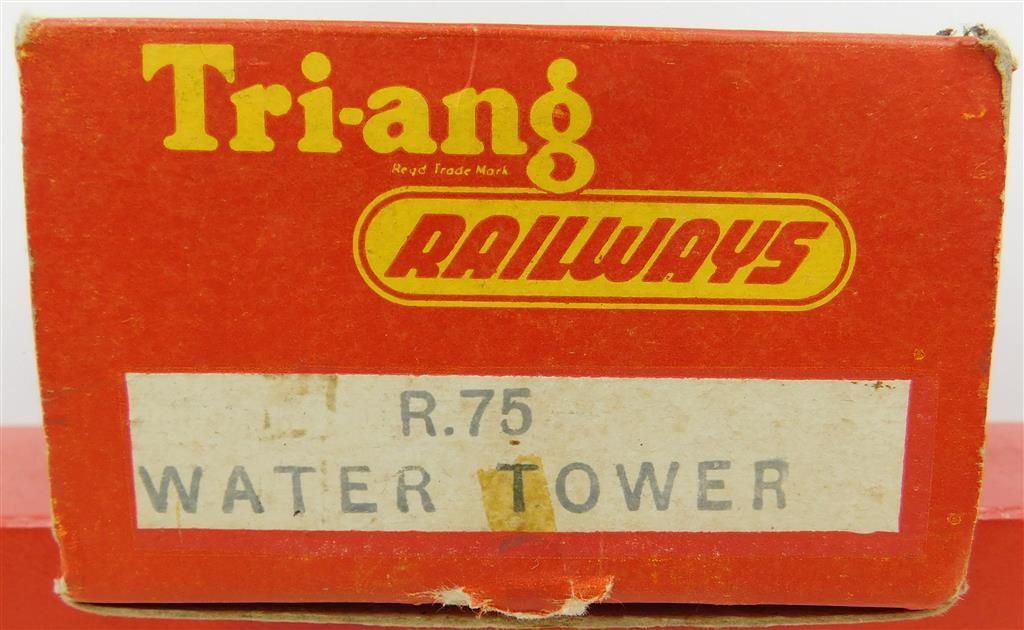 Tri-ang
Regd Trade Mark
RAILWAYS
R.75
WATER TOWER